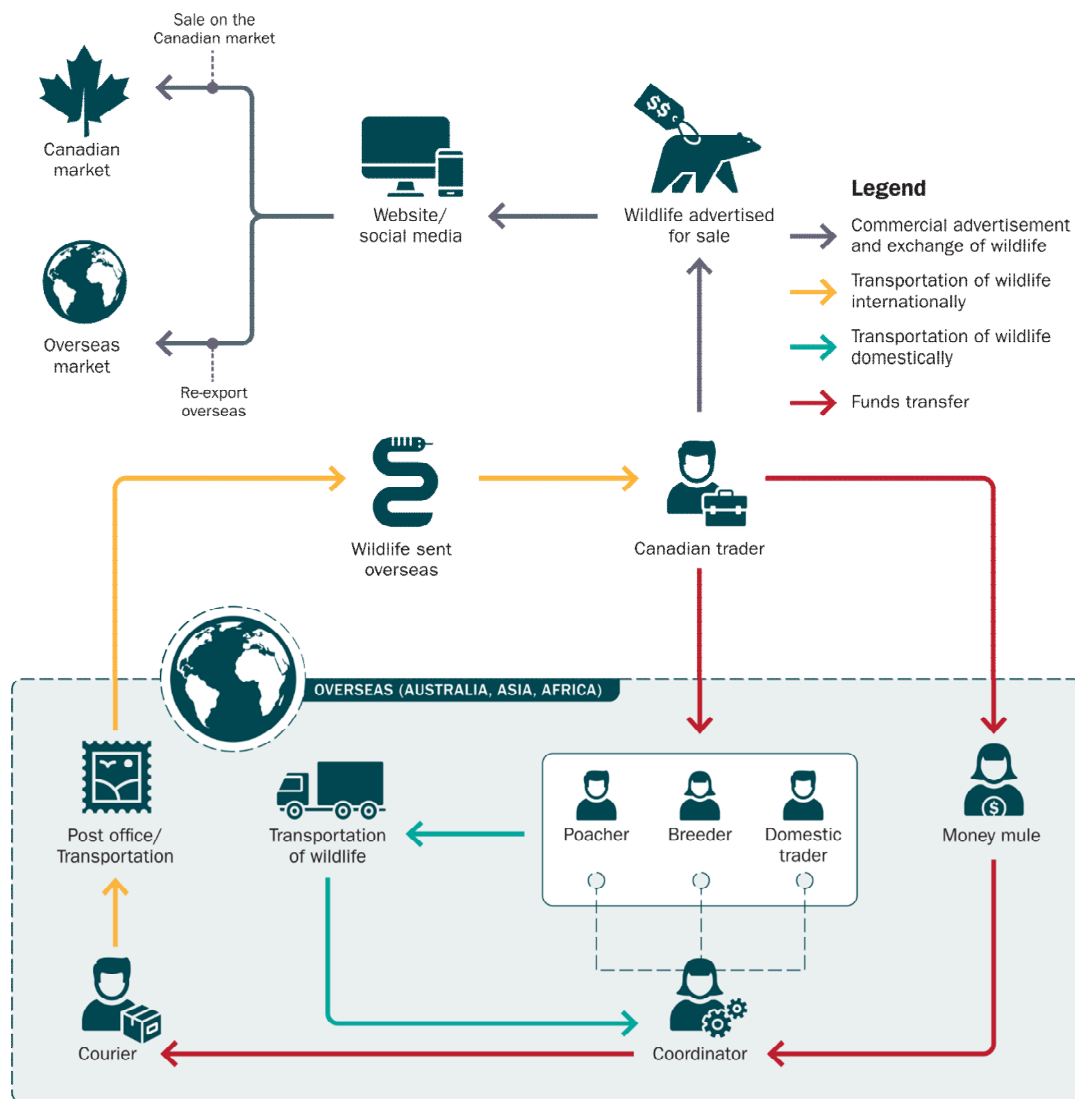 Sale on the
Canadian market
Canadian
market
Website/
social media
$$
Wildlife advertised
for sale
Legend
Commercial advertisement
and exchange of wildlife
Transportation of wildlife
internationally
Transportation of wildlife
domestically
Funds transfer
Overseas
market
Re-export
overseas
Wildlife sent
overseas
Canadian trader
OVERSEAS (AUSTRALIA, ASIA, AFRICA)
Post office/
Transportation
Transportation
of wildlife
Poacher
Breeder
Domestic
trader
$
Money mule
Courier
Coordinator